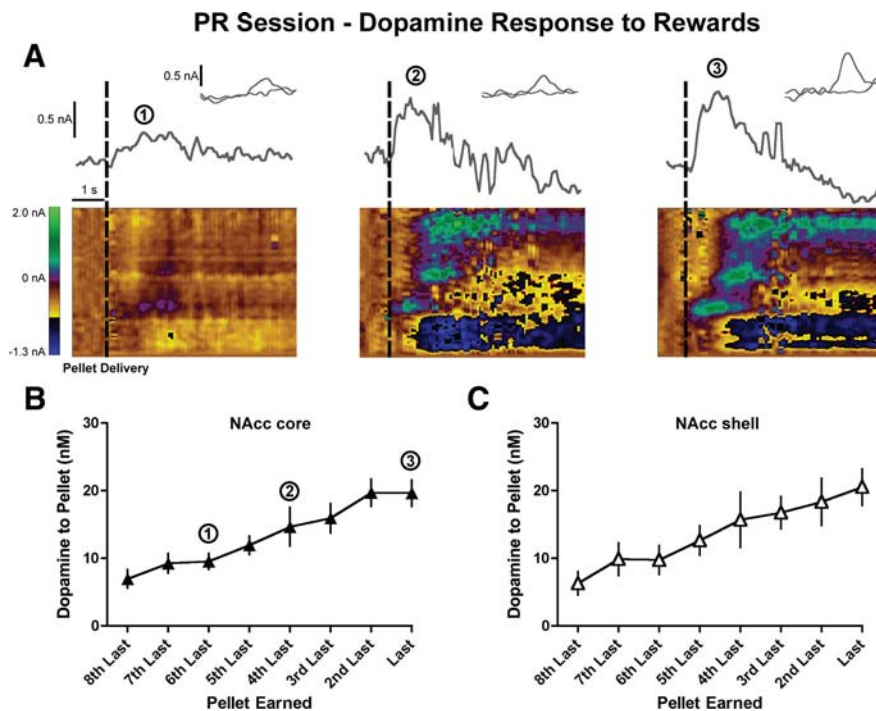 PR Session - Dopamine Response to Rewards
A
0.5 nA
0.5 nA
1 s
1
2
3
2.0 nA
0 nA
-1.3 nA
Pellet Delivery
B
NAcc core
Dopamine to Pellet (nM)
30
20
10
0
1
2
3
8th Last
7th Last
6th Last
5th Last
4th Last
3rd Last
2nd Last
Last
Pellet Earned
C
NAcc shell
Dopamine to Pellet (nM)
30
20
10
0
8th Last
7th Last
6th Last
5th Last
4th Last
3rd Last
2nd Last
Last
Pellet Earned